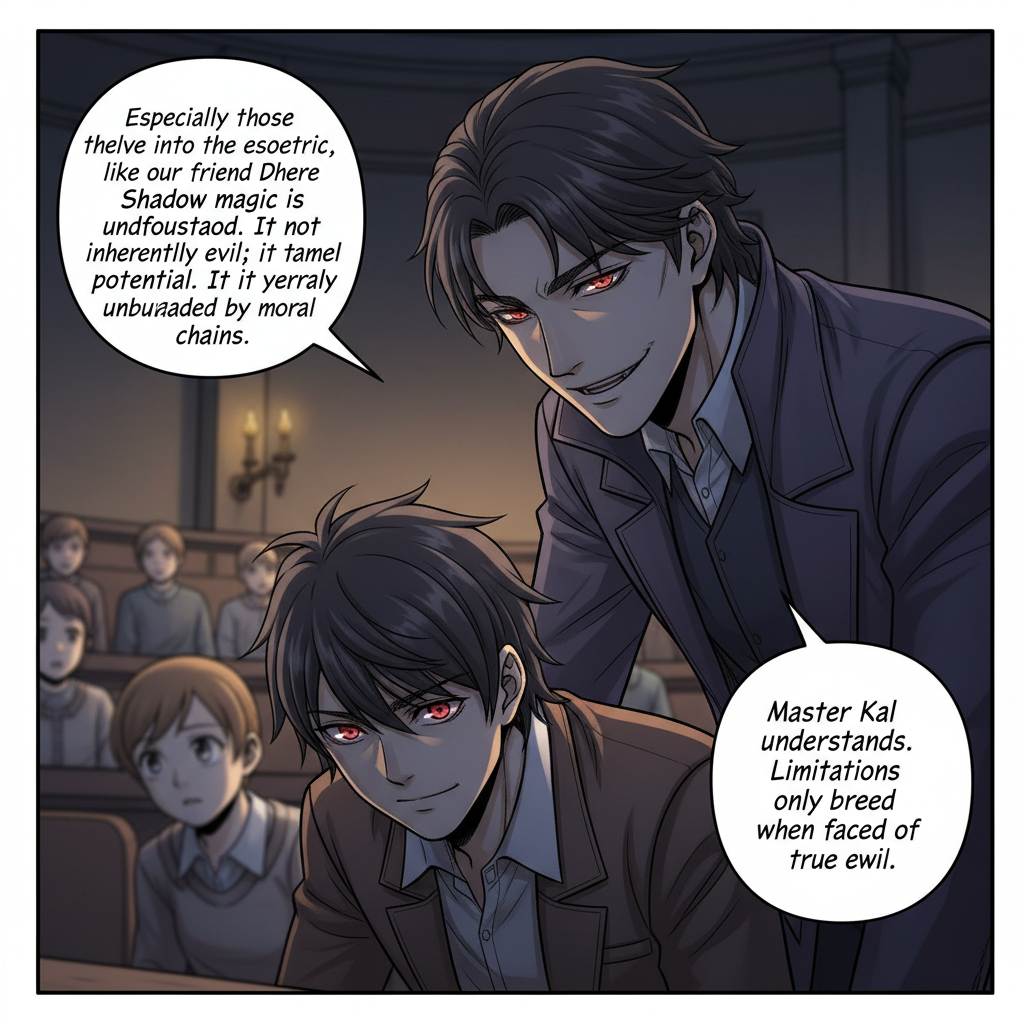 Especially those
thelve into the esoetric,
like our friend Dhere
Shadow magic is
undfoustaod. It not
inherentlly evil; it tamel
potential. It it yerraly
by moral
chains.
Master Kal
understands.
Limitations
only breed
when faced of
true ewil.